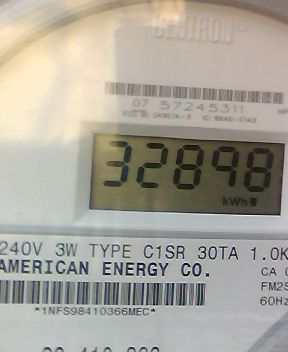 CENTRON
07 57245311
32898
kWh
240V 3W TYPE C1SR 30TA 1.0K
AMERICAN ENERGY CO.
CA
FM2S
60Hz
*1NFS98410366MEC*